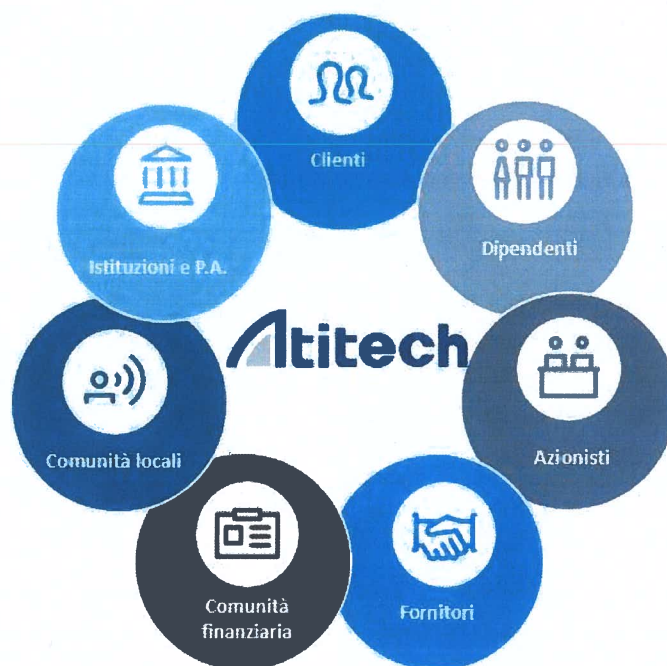 Clienti
Dipendenti
Azionisti
Fornitori
Comunità
finanziaria
Comunità locali
Istituzioni e P.A.
Atitech